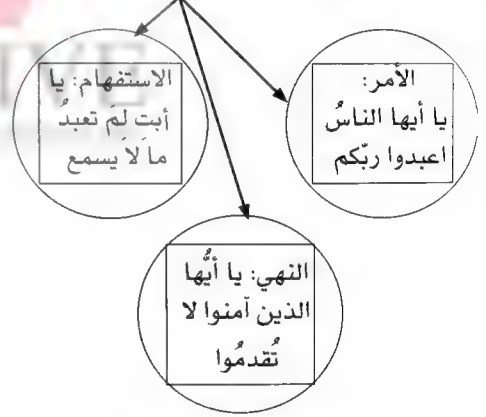 الأمر:
يا أيها الناسُ
اعبدوا ربّكم
الاستفهام: يا
أبتِ لمَ تعبدُ
ما لا يسمع
النهي: يا أيُّها
الذين آمنوا لا
تُقدمُوا